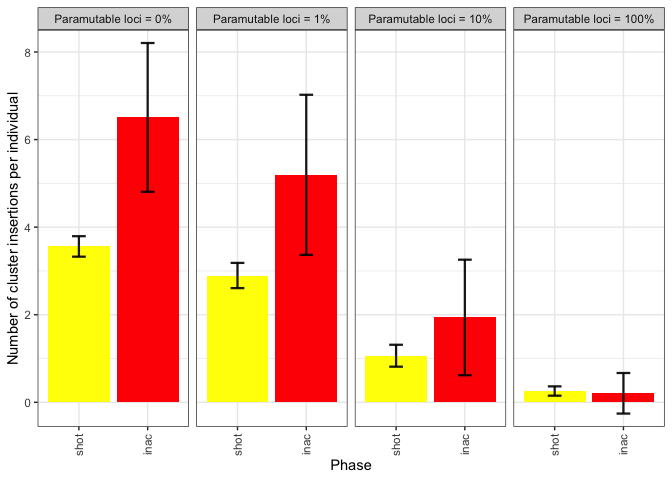 Paramutable loci = 0%
Paramutable loci = 1%
Paramutable loci = 10%
Paramutable loci = 100%
Number of cluster insertions per individual
8
6
4
2
0
shot
inac
shot
inac
shot
inac
shot
inac
Phase